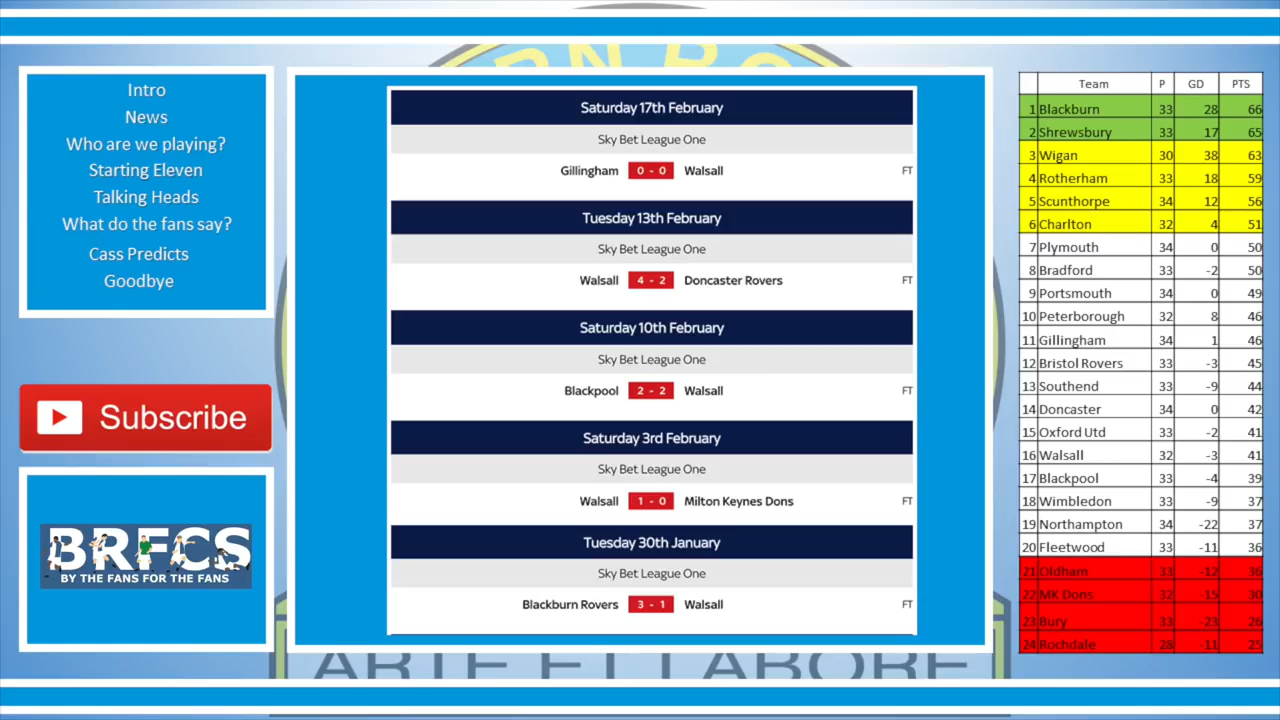 RN RO
Intro
News
Who are we playing?
Starting Eleven
Talking Heads
What do the fans say?
Cass Predicts
Goodbye
Subscribe
BRFCS
BY THE FANS FOR THE FANS
Saturday 17th February
Sky Bet League One
Gillingham 0 - 0 Walsall FT
Tuesday 13th February
Sky Bet League One
Walsall 4 - 2 Doncaster Rovers FT
Saturday 10th February
Sky Bet League One
Blackpool 2 - 2 Walsall FT
Saturday 3rd February
Sky Bet League One
Walsall 1 - 0 Milton Keynes Dons FT
Tuesday 30th January
Sky Bet League One
Blackburn Rovers 3 - 1 Walsall FT
Team P GD PTS
1 Blackburn 33 28 66
2 Shrewsbury 33 17 65
3 Wigan 30 38 63
4 Rotherham 33 18 59
5 Scunthorpe 34 12 56
6 Charlton 32 4 51
7 Plymouth 34 0 50
8 Bradford 33 -2 50
9 Portsmouth 34 0 49
10 Peterborough 32 8 46
11 Gillingham 34 1 46
12 Bristol Rovers 33 -3 45
13 Southend 33 -9 44
14 Doncaster 34 0 42
15 Oxford Utd 33 -2 41
16 Walsall 32 -3 41
17 Blackpool 33 -4 39
18 Wimbledon 33 -9 37
19 Northampton 34 -22 37
20 Fleetwood 33 -11 36
21 Oldham 33 -12 36
22 MK Dons 32 -15 30
23 Bury 33 -23 26
24 Rochdale 28 -11 25
ARTE ET LABORE